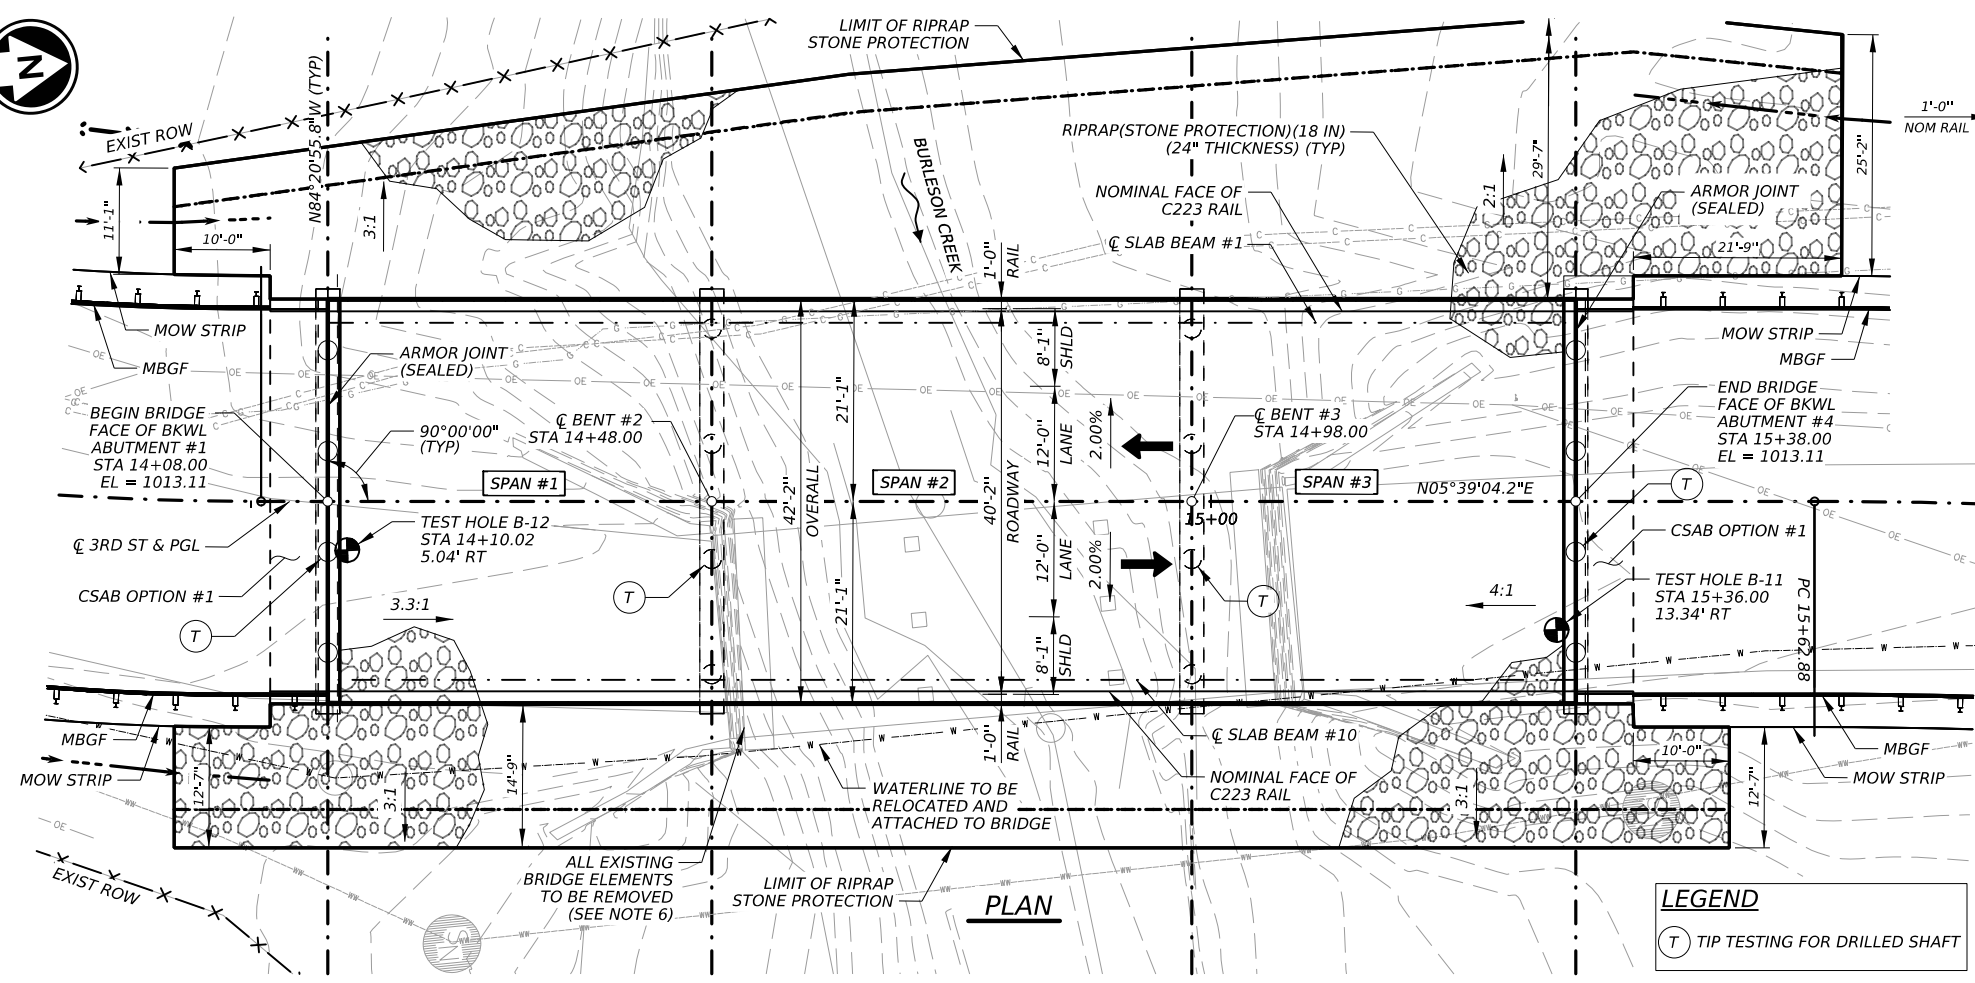 N
LIMIT OF RIPRAP
STONE PROTECTION
EXIST ROW
N84°20'55.8"W (TYP)
3:1
11'-1"
10'-0"
BURLESON CREEK
RIPRAP(STONE PROTECTION)(18 IN)
(24" THICKNESS) (TYP)
NOMINAL FACE OF
C223 RAIL
℄ SLAB BEAM #1
2:1
29'-7"
ARMOR JOINT
(SEALED)
21'-9"
25'-2"
1'-0"
NOM RAIL
1'-0"
RAIL
MOW STRIP
MBGF
ARMOR JOINT
(SEALED)
BEGIN BRIDGE
FACE OF BKWL
ABUTMENT #1
STA 14+08.00
EL = 1013.11
90°00'00"
(TYP)
SPAN #1
℄ BENT #2
STA 14+48.00
42'-2"
OVERALL
21'-1"
21'-1"
SPAN #2
40'-2"
ROADWAY
8'-1"
SHLD
12'-0"
LANE
2.00%
12'-0"
LANE
2.00%
8'-1"
SHLD
℄ BENT #3
STA 14+98.00
SPAN #3
15+00
N05°39'04.2"E
MOW STRIP
MBGF
END BRIDGE
FACE OF BKWL
ABUTMENT #4
STA 15+38.00
EL = 1013.11
T
CSAB OPTION #1
TEST HOLE B-11
STA 15+36.00
13.34' RT
PC 15+62.88
4:1
T
T
TEST HOLE B-12
STA 14+10.02
5.04' RT
℄ 3RD ST & PGL
CSAB OPTION #1
T
3.3:1
MBGF
MOW STRIP
12'-7"
3:1
14'-9"
1'-0"
RAIL
WATERLINE TO BE
RELOCATED AND
ATTACHED TO BRIDGE
℄ SLAB BEAM #10
NOMINAL FACE OF
C223 RAIL
3:1
10'-0"
12'-7"
MBGF
MOW STRIP
EXIST ROW
ALL EXISTING
BRIDGE ELEMENTS
TO BE REMOVED
(SEE NOTE 6)
LIMIT OF RIPRAP
STONE PROTECTION
PLAN
LEGEND
T TIP TESTING FOR DRILLED SHAFT